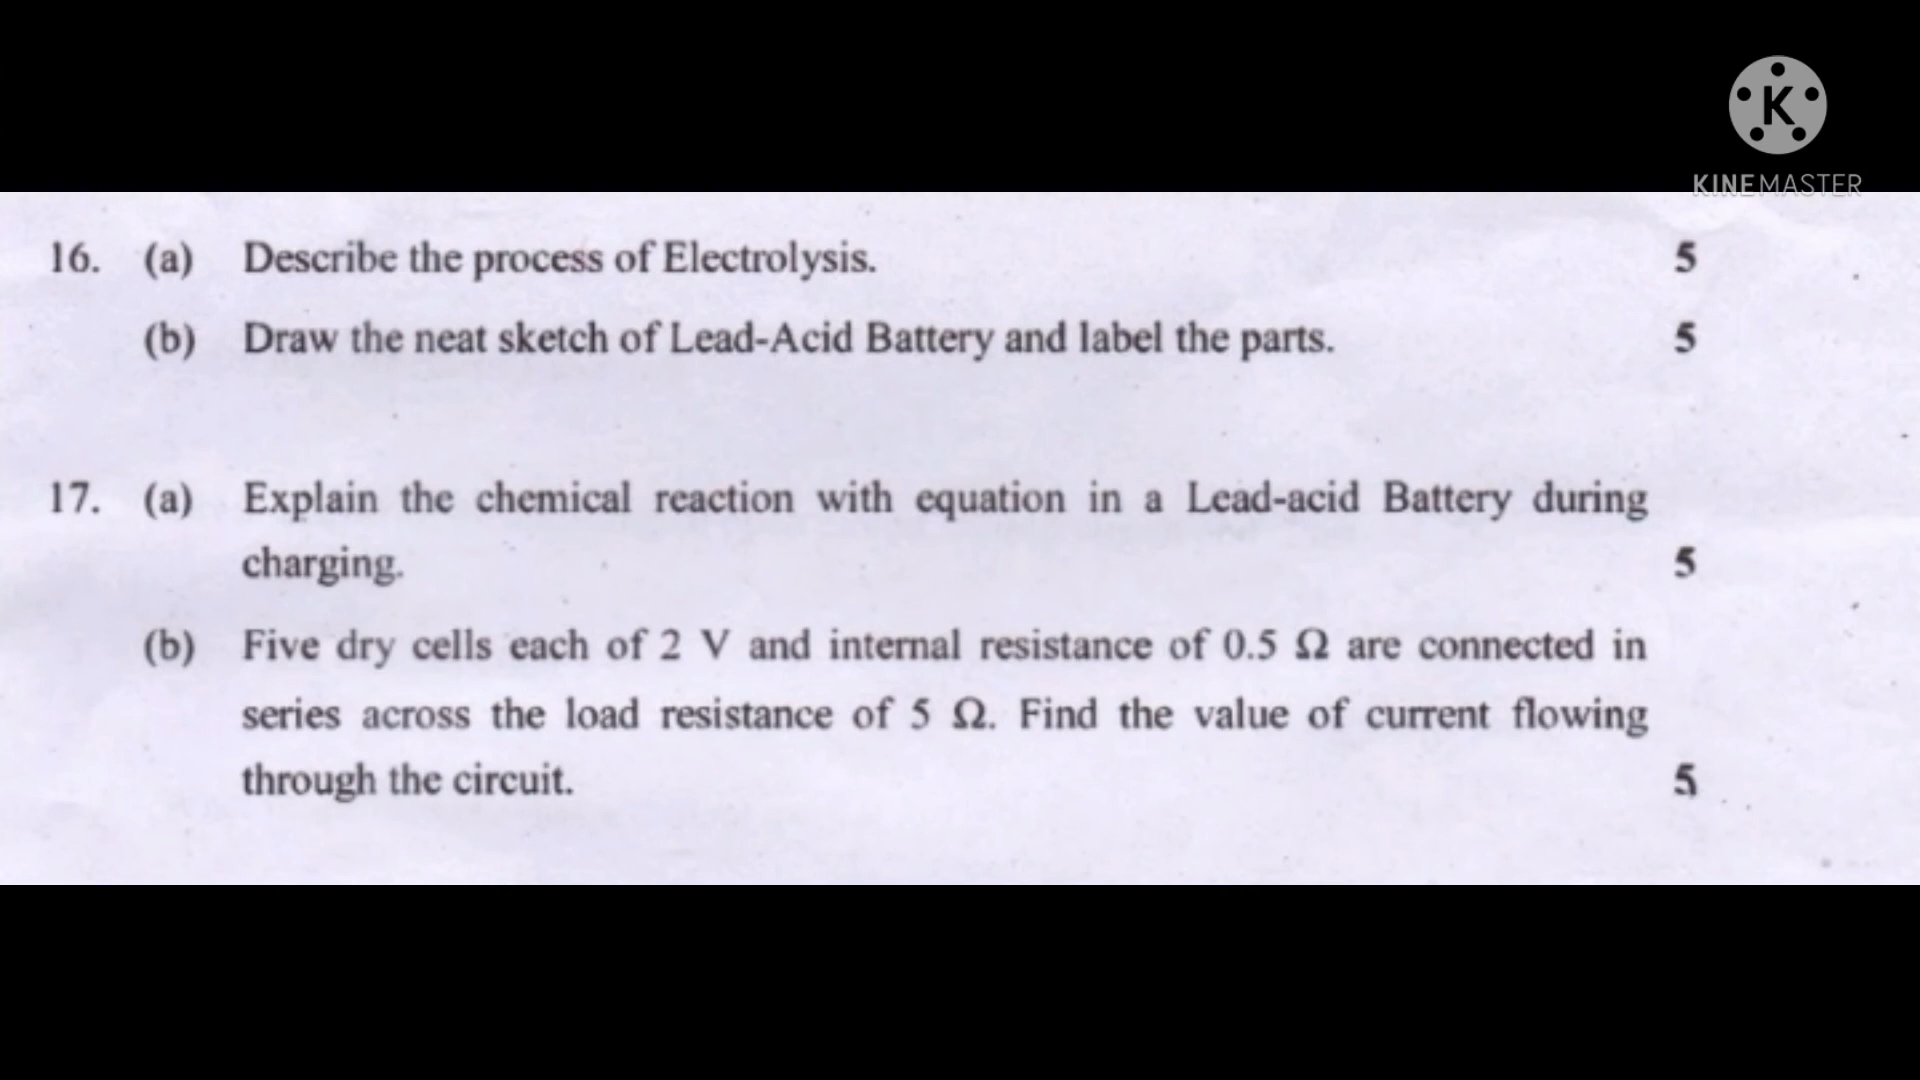 K
KINEMASTER
16. (a) Describe the process of Electrolysis. 5
(b) Draw the neat sketch of Lead-Acid Battery and label the parts. 5
17. (a) Explain the chemical reaction with equation in a Lead-acid Battery during
charging. 5
(b) Five dry cells each of 2 V and internal resistance of 0.5 Ω are connected in
series across the load resistance of 5 Ω. Find the value of current flowing
through the circuit. 5